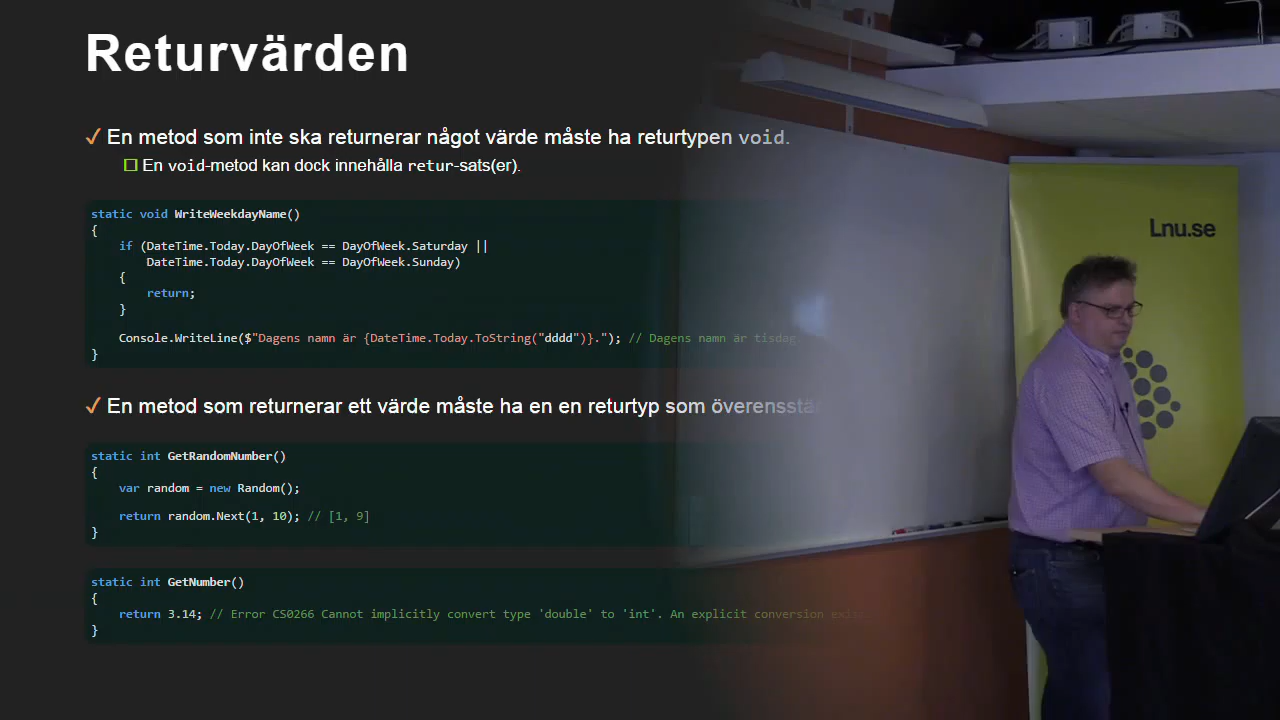 Returvärden
✓ En metod som inte ska returnerar något värde måste ha returtypen void.
En void-metod kan dock innehålla retur-sats(er).
static void WriteWeekdayName()
{
if (DateTime.Today.DayOfWeek == DayOfWeek.Saturday ||
DateTime.Today.DayOfWeek == DayOfWeek.Sunday)
{
return;
}
Console.WriteLine($"Dagens namn är {DateTime.Today.ToString("dddd")}."); // Dagens namn är tisdag
}
✓ En metod som returnerar ett värde måste ha en en returtyp som
static int GetRandomNumber()
{
var random = new Random();
return random.Next(1, 10); // [1, 9]
}
static int GetNumber()
{
return 3.14; // Error CS0266 Cannot implicitly convert type 'double' to 'int'. An explicit conversion
}
Lnu.se